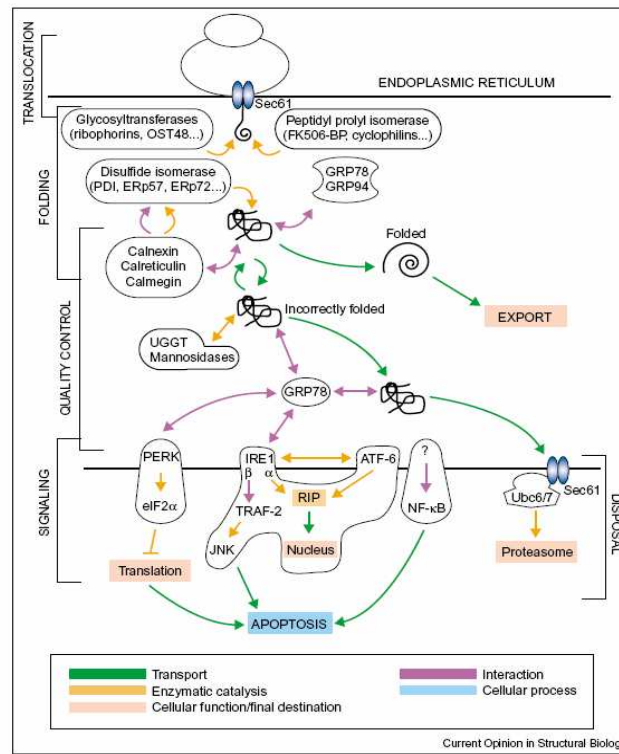 TRANSLOCATION
ENDOPLASMIC RETICULUM
Sec61
Glycosyltransferases
(ribophorins, OST48...)
Peptidyl prolyl isomerase
(FK506-BP, cyclophilins...)
FOLDING
Disulfide isomerase
(PDI, ERp57, ERp72...)
GRP78
GRP94
Calnexin
Calreticulin
Calmegin
Folded
EXPORT
QUALITY CONTROL
Incorrectly folded
UGGT
Mannosidases
GRP78
SIGNALING
PERK
eIF2α
Translation
IRE1
β α
TRAF-2
JNK
ATF-6
RIP
Nucleus
?
NF-κB
Sec61
Ubc6/7
Proteasome
DISPOSAL
APOPTOSIS
Transport
Enzymatic catalysis
Cellular function/final destination
Interaction
Cellular process
Current Opinion in Structural Biolog